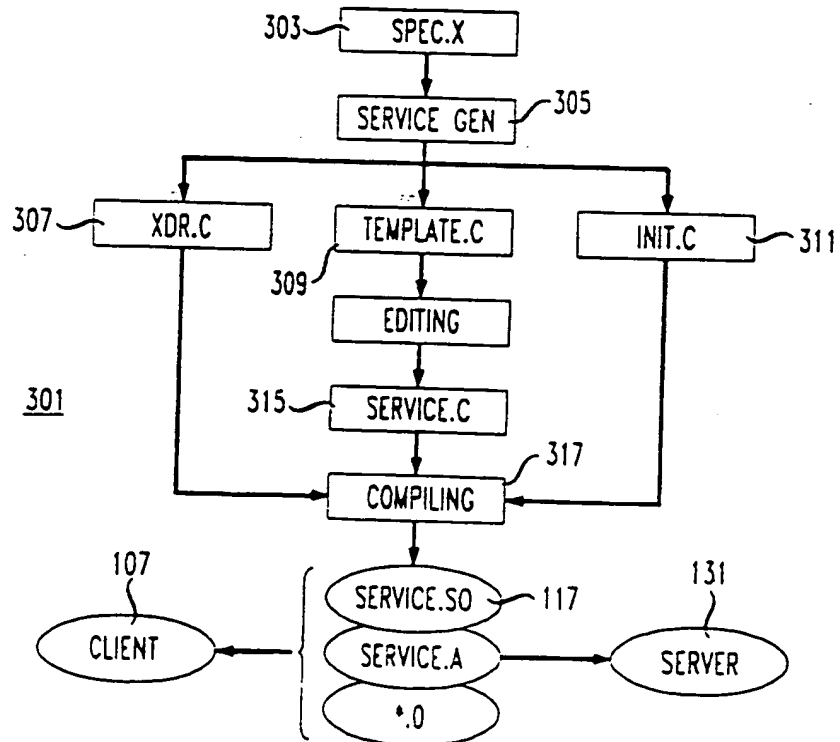 303
SPEC.X
305
SERVICE GEN
307
XDR.C
309
TEMPLATE.C
INIT.C
311
EDITING
301
315
SERVICE.C
317
COMPILING
107
CLIENT
SERVICE.SO
117
SERVICE.A
*.O
131
SERVER